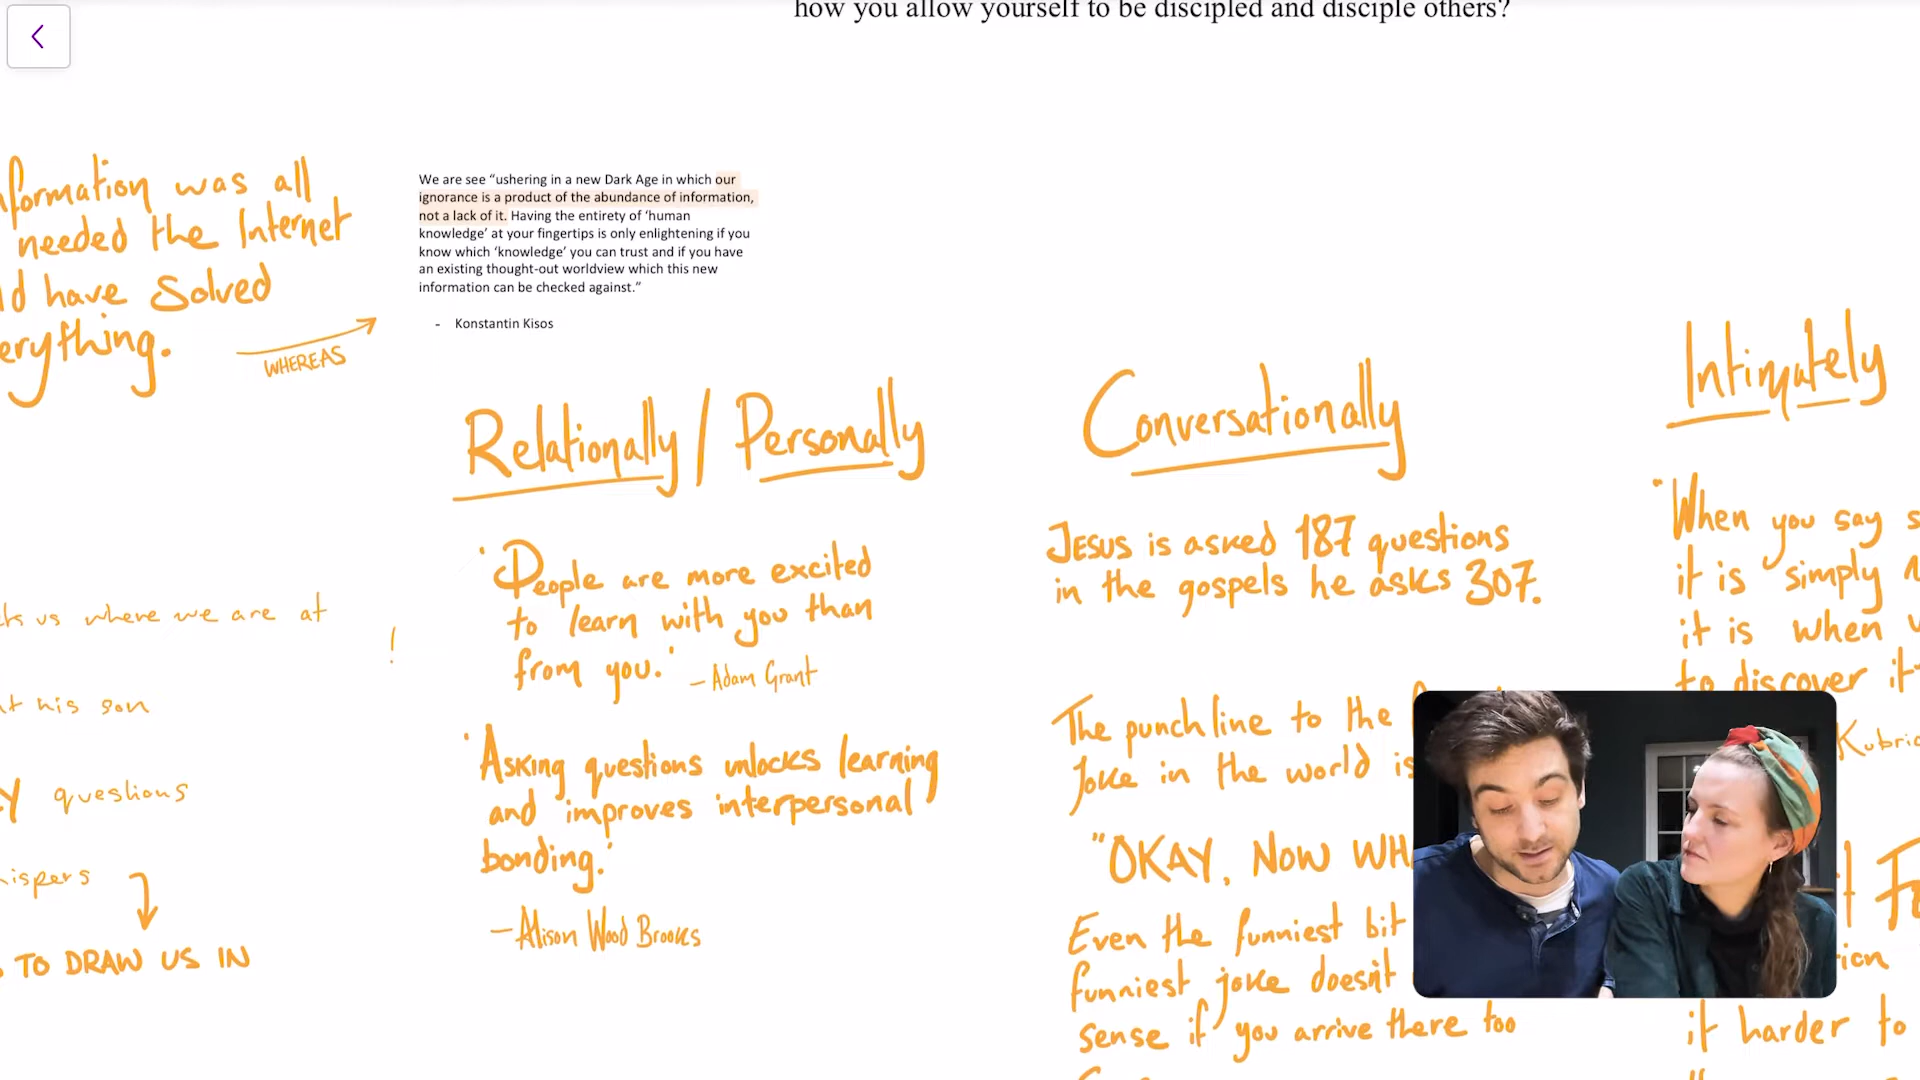 how you allow yourself to be discipled and disciple others?
formation was all
needed the Internet
have Solved
erything.
WHEREAS
We are see “ushering in a new Dark Age in which our
ignorance is a product of the abundance of information,
not a lack of it. Having the entirety of ‘human
knowledge’ at your fingertips is only enlightening if you
know which ‘knowledge’ you can trust and if you have
an existing thought-out worldview which this new
information can be checked against.”
- Konstantin Kisos
us where we are at
!
his son
questions
hispers
TO DRAW US IN
Relationally / Personally
'People are more excited
to learn with you than
from you.' - Adam Grant
'Asking questions unlocks learning
and improves interpersonal
bonding.'
- Alison Wood Brooks
Conversationally
JESUS is asked 187 questions
in the gospels he asks 307.
The punchline to the
Joke in the world is
"OKAY, NOW WH
Even the funniest bit
funniest joke doesn't
sense if you arrive there too
Intimately
"When you say s
it is simply
it is when
to discover it
Kubric
it harder to